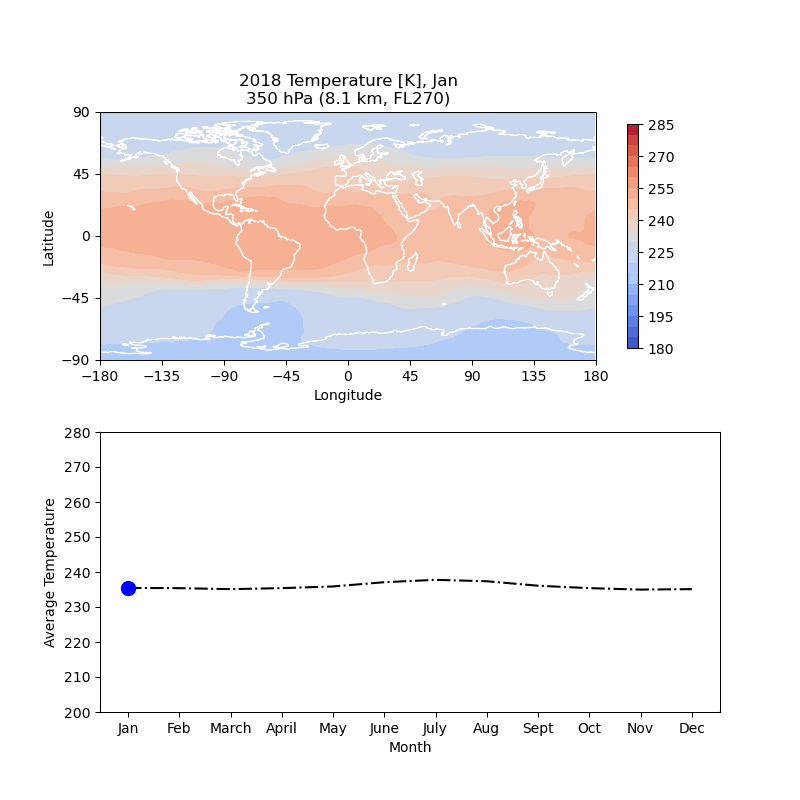 2018 Temperature [K], Jan
350 hPa (8.1 km, FL270)
90
45
0
−45
−90
Latitude
−180
−135
−90
−45
0
45
90
135
180
Longitude
285
270
255
240
225
210
195
180
280
270
260
250
240
230
220
210
200
Average Temperature
Jan
Feb
March
April
May
June
July
Aug
Sept
Oct
Nov
Dec
Month